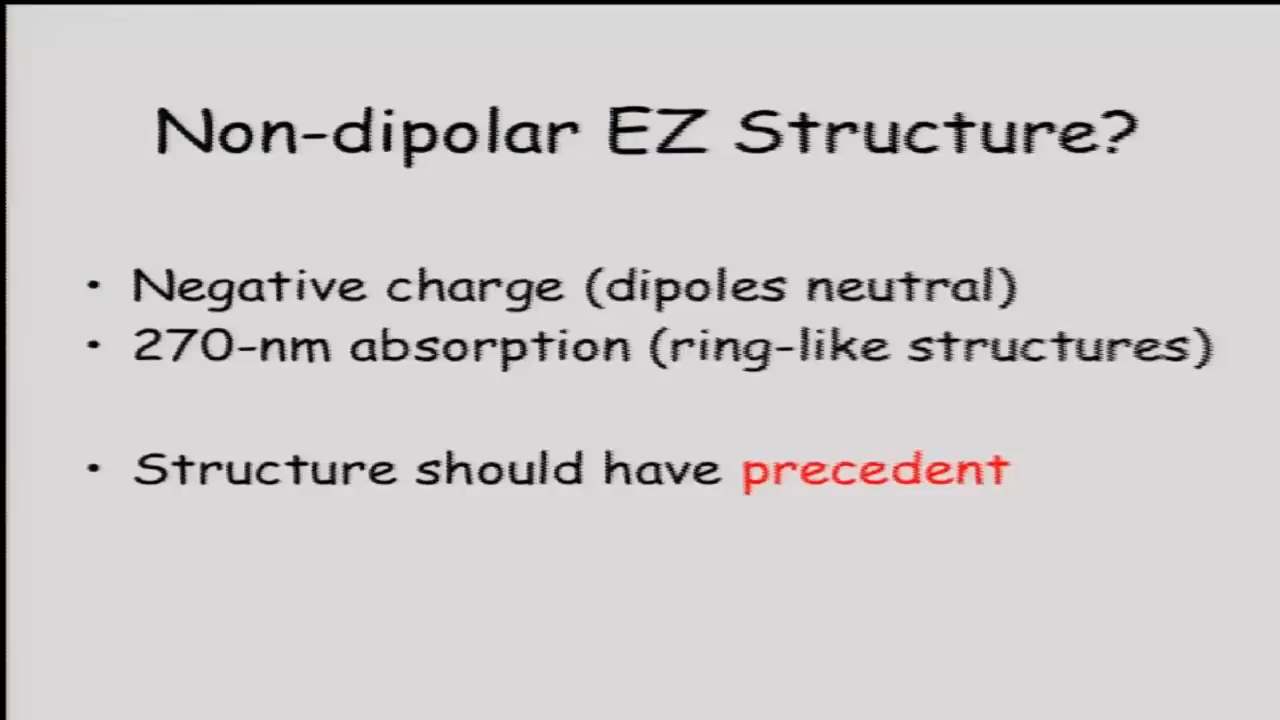 Non-dipolar EZ Structure?
• Negative charge (dipoles neutral)
• 270-nm absorption (ring-like structures)
• Structure should have precedent